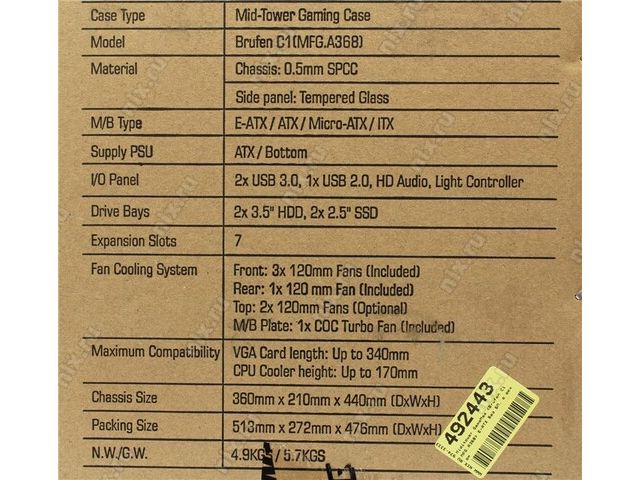 Case Type Mid-Tower Gaming Case
Model Brufen C1(MFG.A368)
Material Chassis: 0.5mm SPCC
Side panel: Tempered Glass
M/B Type E-ATX / ATX / Micro-ATX / ITX
Supply PSU ATX / Bottom
I/O Panel 2x USB 3.0, 1x USB 2.0, HD Audio, Light Controller
Drive Bays 2x 3.5" HDD, 2x 2.5" SSD
Expansion Slots 7
Fan Cooling System Front: 3x 120mm Fans (Included)
Rear: 1x 120 mm Fan (Included)
Top: 2x 120mm Fans (Optional)
M/B Plate: 1x COC Turbo Fan (Included)
Maximum Compatibility VGA Card length: Up to 340mm
CPU Cooler height: Up to 170mm
Chassis Size 360mm x 210mm x 440mm (DxWxH)
Packing Size 513mm x 272mm x 476mm (DxWxH)
N.W./G.W. 4.9KGS / 5.7KGS
492443
nix.ru